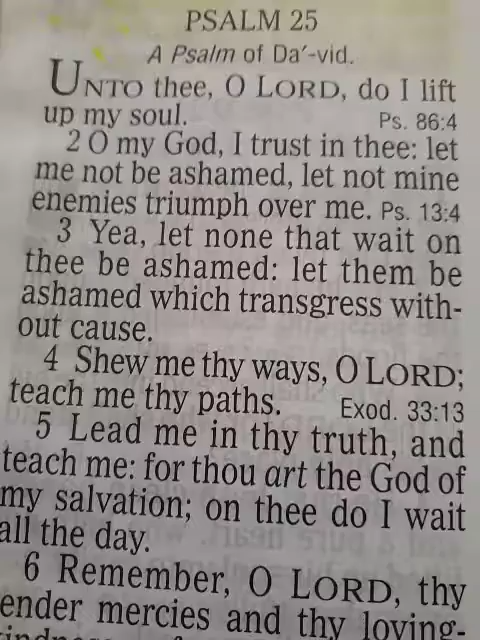 PSALM 25
A Psalm of Da′-vid.
UNTO thee, O LORD, do I lift
up my soul. Ps. 86:4
2 O my God, I trust in thee: let
me not be ashamed, let not mine
enemies triumph over me. Ps. 13:4
3 Yea, let none that wait on
thee be ashamed: let them be
ashamed which transgress with-
out cause.
4 Shew me thy ways, O LORD;
teach me thy paths. Exod. 33:13
5 Lead me in thy truth, and
teach me: for thou art the God of
my salvation; on thee do I wait
all the day.
6 Remember, O LORD, thy
ender mercies and thy loving-